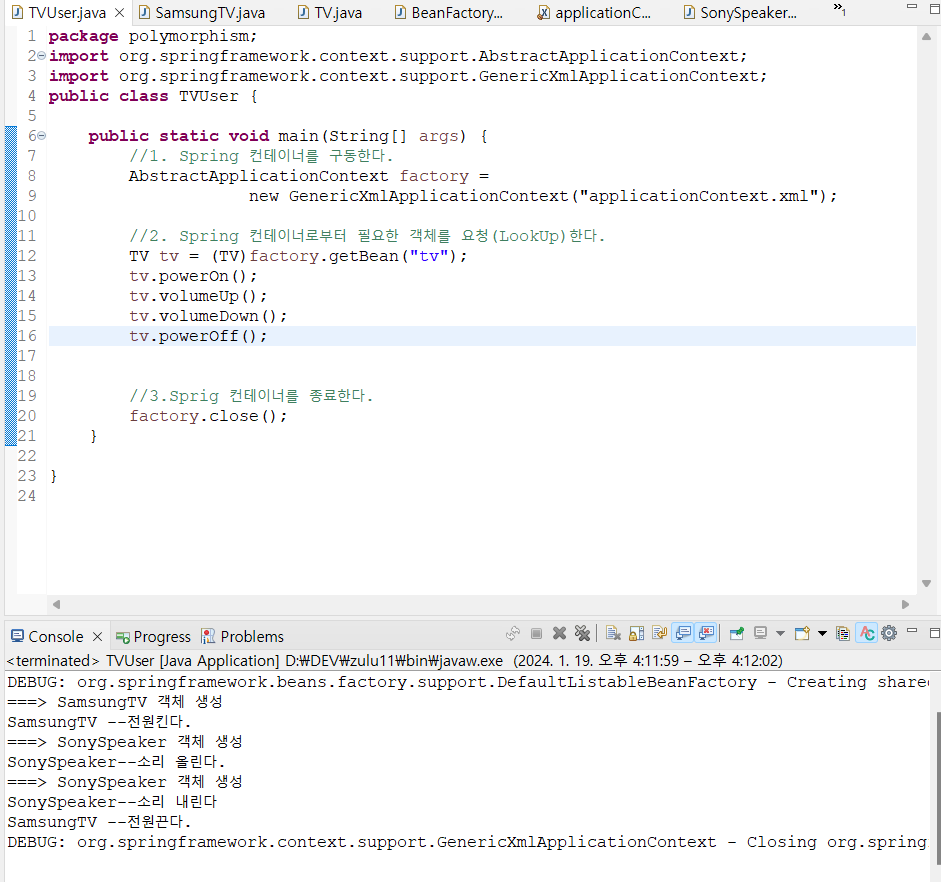 TVUser.java SamsungTV.java TV.java BeanFactory... applicationC... SonySpeaker... »1
1 package polymorphism;
2 import org.springframework.context.support.AbstractApplicationContext;
3 import org.springframework.context.support.GenericXmlApplicationContext;
4 public class TVUser {
5
6 public static void main(String[] args) {
7 //1. Spring 컨테이너를 구동한다.
8 AbstractApplicationContext factory =
9 new GenericXmlApplicationContext("applicationContext.xml");
10
11 //2. Spring 컨테이너로부터 필요한 객체를 요청(LookUp)한다.
12 TV tv = (TV)factory.getBean("tv");
13 tv.powerOn();
14 tv.volumeUp();
15 tv.volumeDown();
16 tv.powerOff();
17
18
19 //3.Sprig 컨테이너를 종료한다.
20 factory.close();
21 }
22
23 }
24
Console Progress Problems
<terminated> TVUser [Java Application] D:₩DEV₩zulu11₩bin₩javaw.exe (2024. 1. 19. 오후 4:11:59 – 오후 4:12:02)
DEBUG: org.springframework.beans.factory.support.DefaultListableBeanFactory - Creating share
===> SamsungTV 객체 생성
SamsungTV --전원킨다.
===> SonySpeaker 객체 생성
SonySpeaker--소리 올린다.
===> SonySpeaker 객체 생성
SonySpeaker--소리 내린다
SamsungTV --전원끈다.
DEBUG: org.springframework.context.support.GenericXmlApplicationContext - Closing org.spring